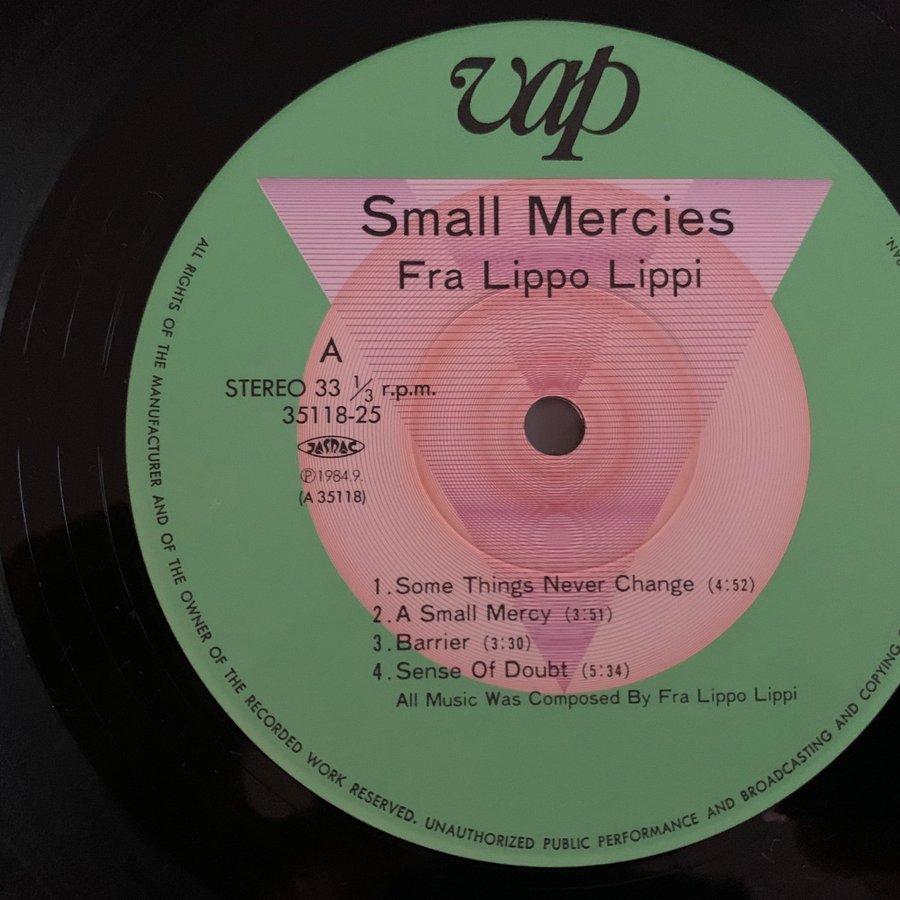 vap
Small Mercies
Fra Lippo Lippi
A
STEREO 33 1/3 r.p.m.
35118-25
JASRAC
Ⓟ1984.9.
(A 35118)
1. Some Things Never Change (4:52)
2. A Small Mercy (3:51)
3. Barrier (3:30)
4. Sense Of Doubt (5:34)
All Music Was Composed By Fra Lippo Lippi
ALL RIGHTS OF THE MANUFACTURER AND OF THE OWNER OF THE RECORDED WORK RESERVED. UNAUTHORIZED PUBLIC PERFORMANCE AND BROADCASTING AND COPYING